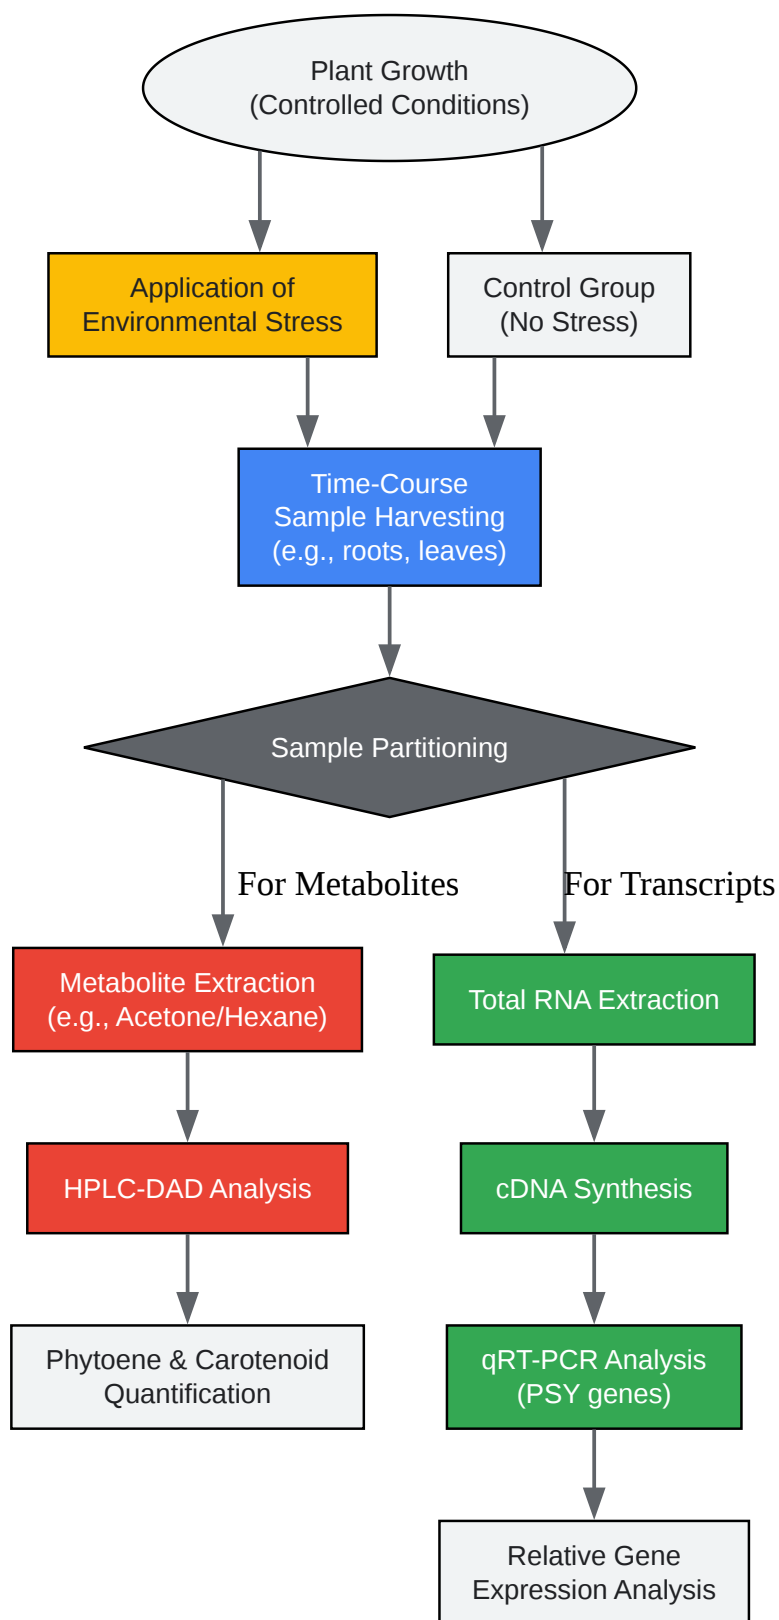 Plant Growth
(Controlled Conditions)
Application of
Environmental Stress
Control Group
(No Stress)
Time-Course
Sample Harvesting
(e.g., roots, leaves)
Sample Partitioning
For Metabolites
For Transcripts
Metabolite Extraction
(e.g., Acetone/Hexane)
Total RNA Extraction
HPLC-DAD Analysis
cDNA Synthesis
Phytoene & Carotenoid
Quantification
qRT-PCR Analysis
(PSY genes)
Relative Gene
Expression Analysis